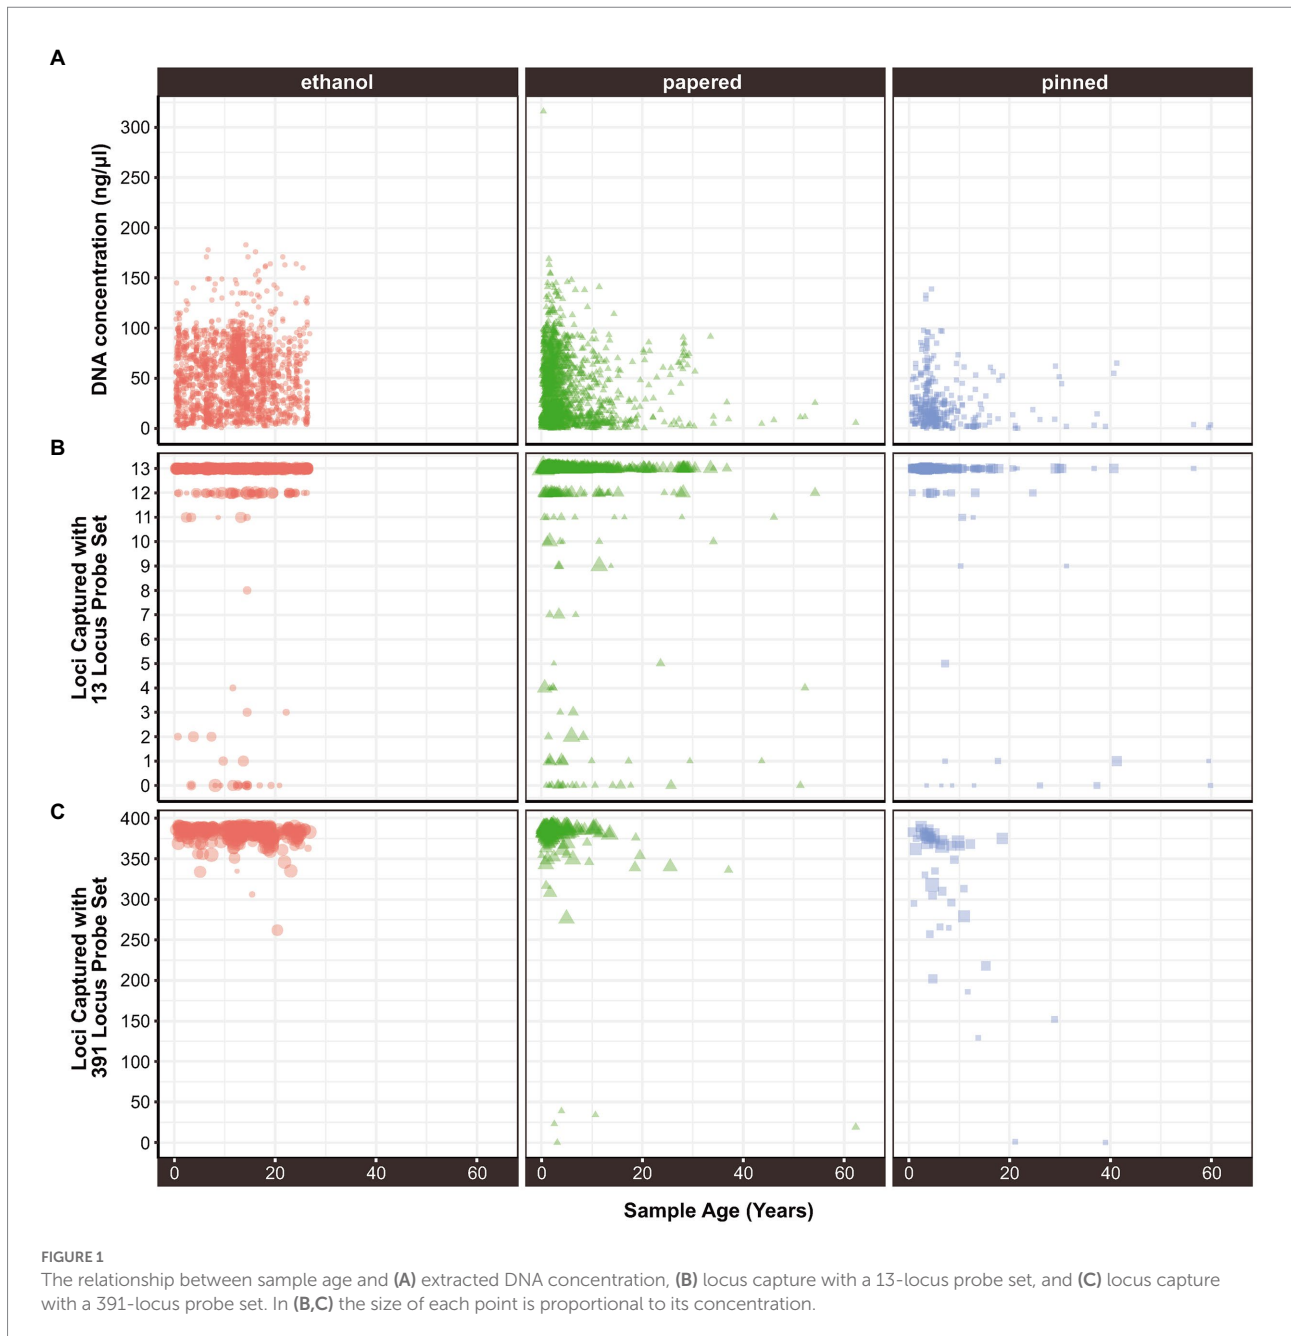 A
ethanol papered pinned
DNA concentration (ng/µl)
300
250
200
150
100
50
0
B
Loci Captured with
13 Locus Probe Set
13
12
11
10
9
8
7
6
5
4
3
2
1
0
C
Loci Captured with
391 Locus Probe Set
400
350
300
250
200
150
100
50
0
0 20 40 60 0 20 40 60 0 20 40 60
Sample Age (Years)
FIGURE 1
The relationship between sample age and (A) extracted DNA concentration, (B) locus capture with a 13-locus probe set, and (C) locus capture
with a 391-locus probe set. In (B,C) the size of each point is proportional to its concentration.